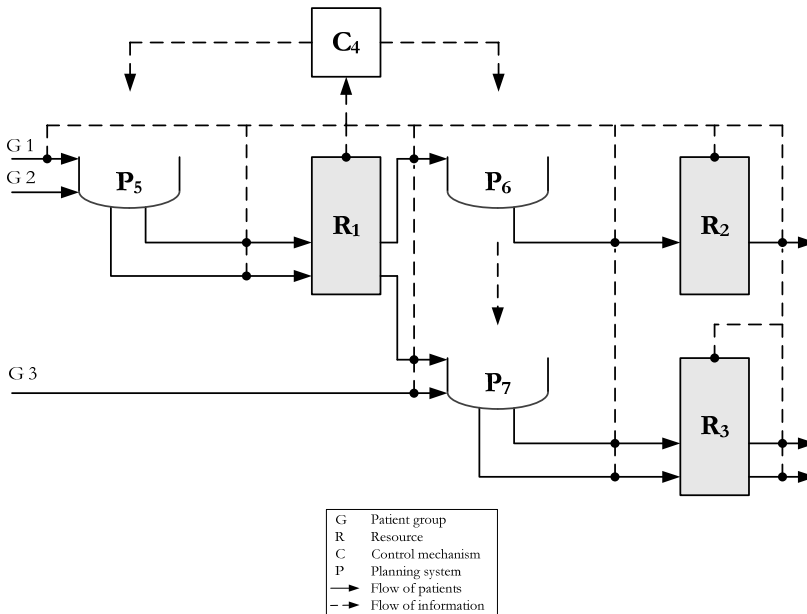 C4
G 1
G 2
P5
R1
P6
R2
G 3
P7
R3
G Patient group
R Resource
C Control mechanism
P Planning system
Flow of patients
Flow of information